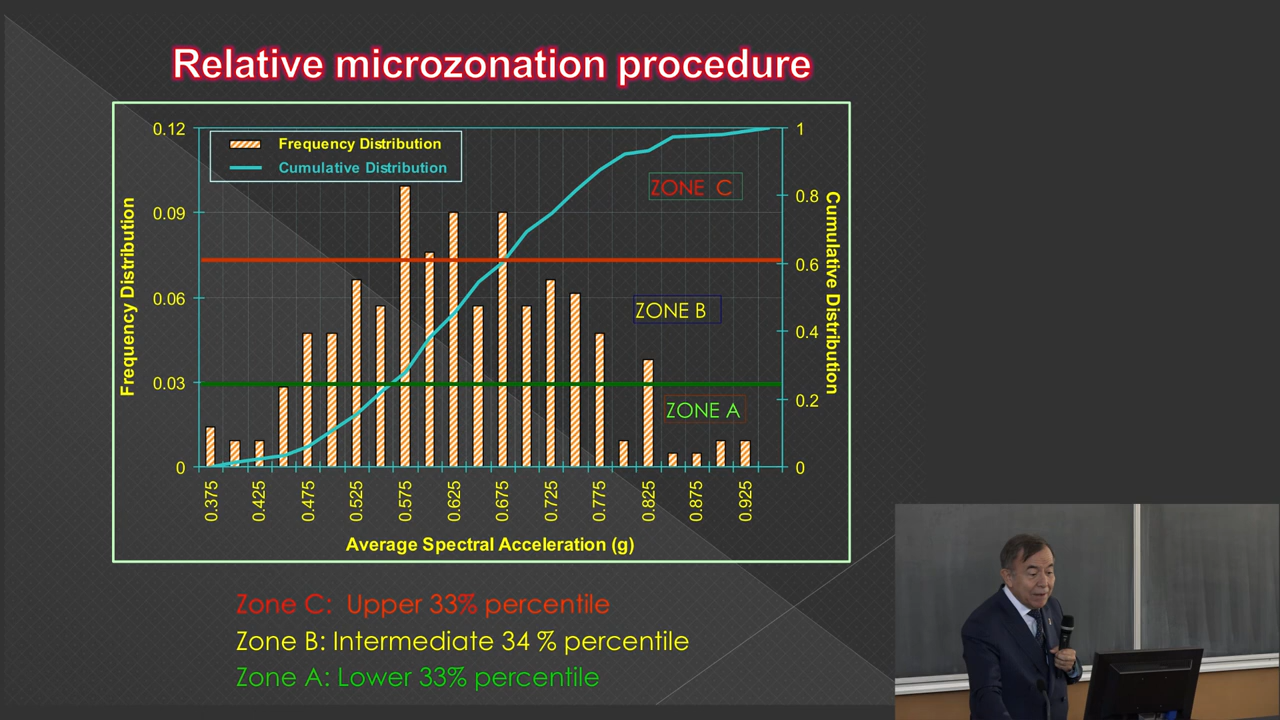 Relative microzonation procedure
Frequency Distribution
Cumulative Distribution
0.12
0.09
0.06
0.03
0
Frequency Distribution
1
0.8
0.6
0.4
0.2
0
Cumulative Distribution
ZONE C
ZONE B
ZONE A
0.375
0.425
0.475
0.525
0.575
0.625
0.675
0.725
0.775
0.825
0.875
0.925
Average Spectral Acceleration (g)
Zone C: Upper 33% percentile
Zone B: Intermediate 34 % percentile
Zone A: Lower 33% percentile